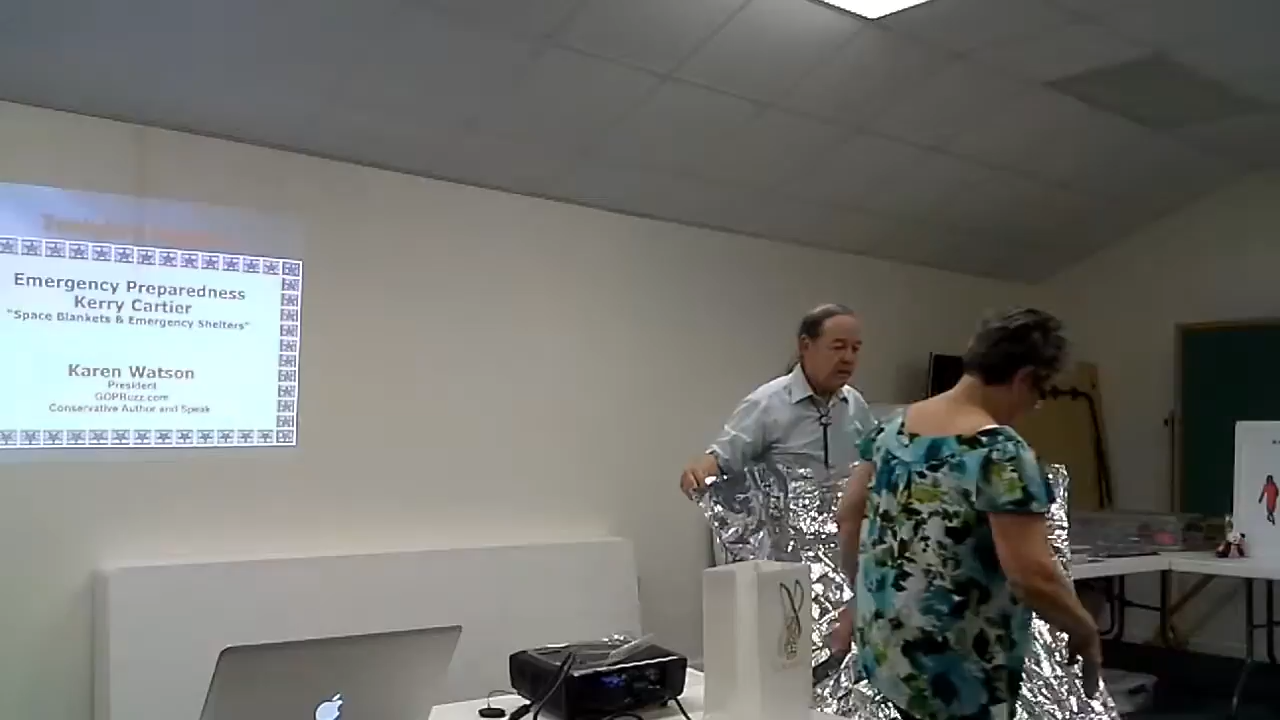 Emergency Preparedness
Kerry Cartier
"Space Blankets & Emergency Shelters"
Karen Watson
President
GOPBuzz.com
Conservative Author and Speak